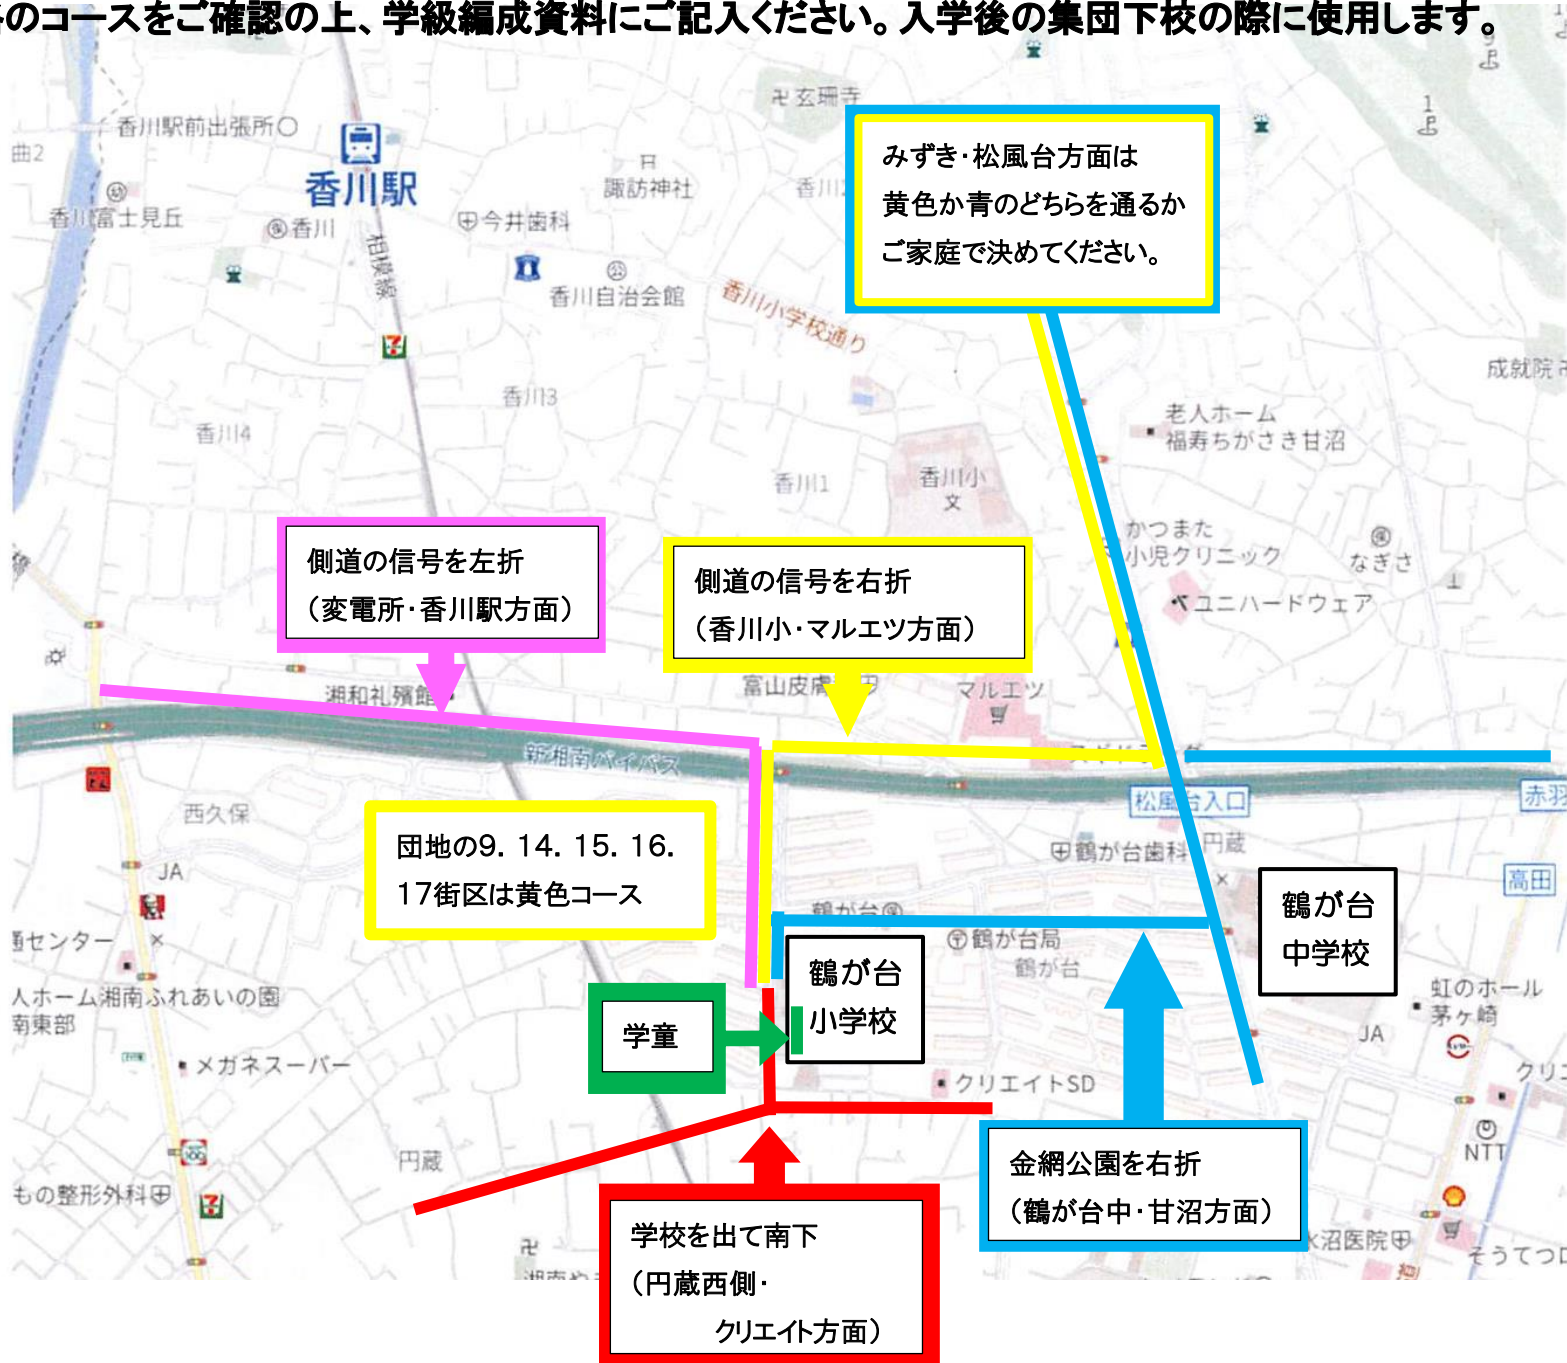 のコースをご確認の上、学級編成資料にご記入ください。入学後の集団下校の際に使用します。
卍玄珊寺
香川駅前出張所
曲2
香川駅
香川富士見丘
香川
相模線
諏訪神社
今井歯科
香川自治会館
香川小学校通り
みずき・松風台方面は
黄色か青のどちらを通るか
ご家庭で決めてください。
成就院
香川3
香川4
老人ホーム
福寿ちがさき甘沼
香川1
香川小
文
かつまた
小児クリニック
なぎさ
ユニハードウェア
側道の信号を左折
（変電所・香川駅方面）
側道の信号を右折
（香川小・マルエツ方面）
湘和礼殯館
富山皮膚
マルエツ
新湘南バイパス
松風台入口
赤羽
西久保
団地の9．14．15．16．
17街区は黄色コース
鶴が台歯科
円蔵
高田
JA
鶴が台
鶴が台局
鶴が台
鶴が台
中学校
鶴が台
小学校
通センター
人ホーム湘南ふれあいの園
南東部
学童
虹のホール
茅ヶ崎
JA
メガネスーパー
クリエイトSD
クリエ
円蔵
NTT
もの整形外科
金網公園を右折
（鶴が台中・甘沼方面）
学校を出て南下
（円蔵西側・
クリエイト方面）
水沼医院
そうてつロ